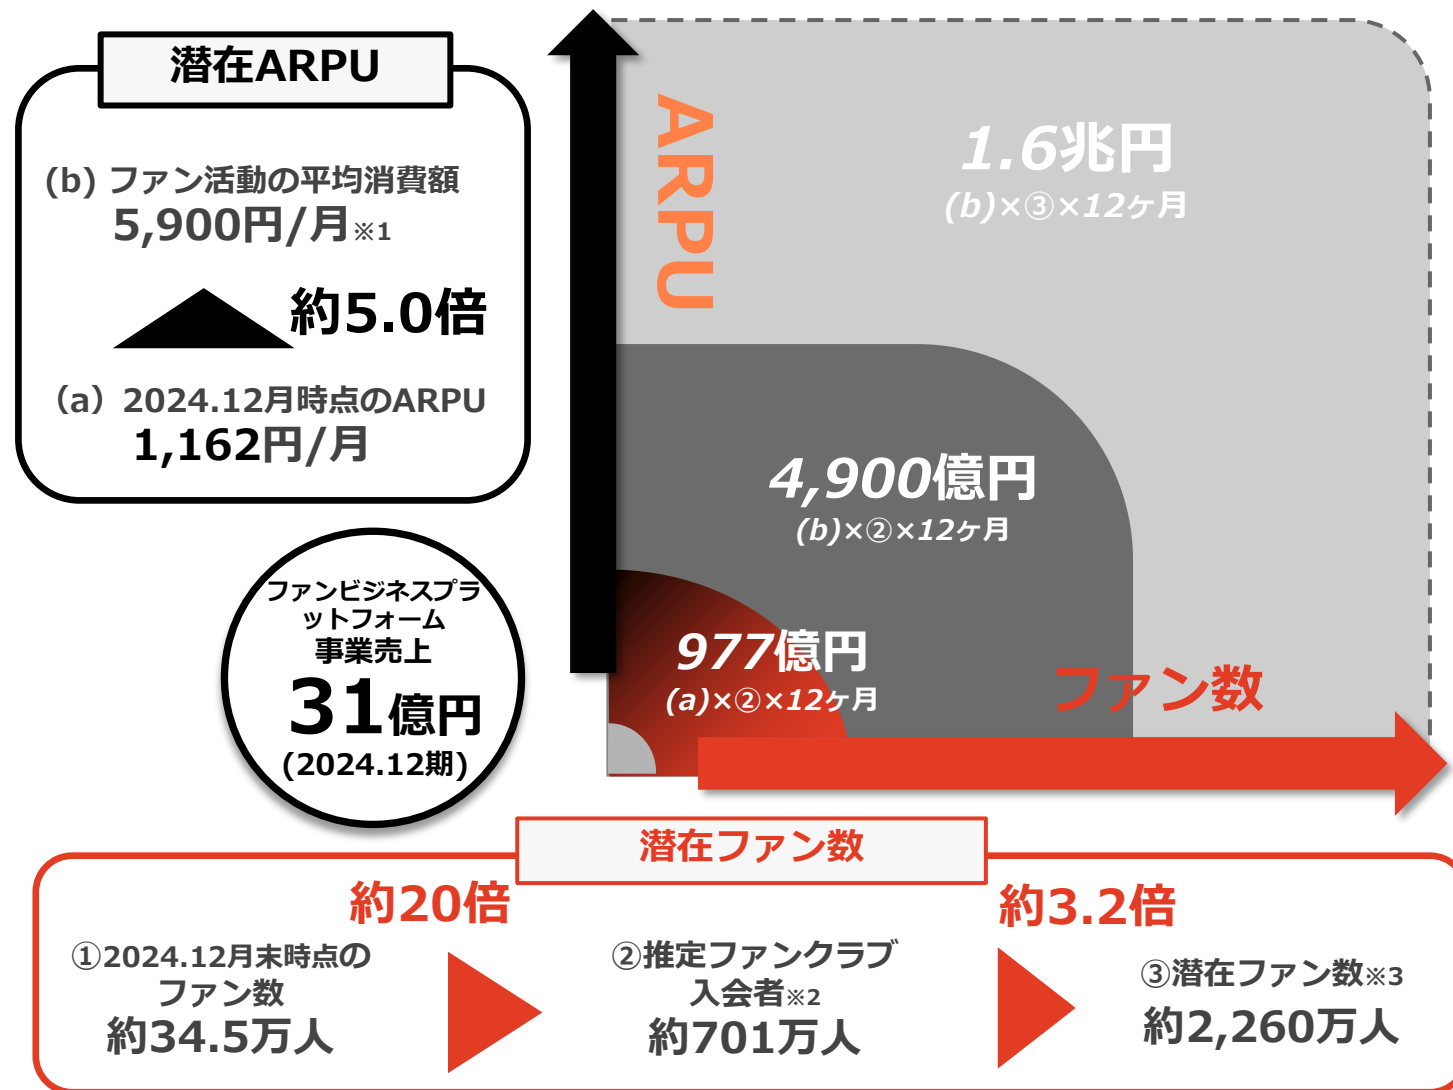 潜在ARPU
(b) ファン活動の平均消費額
5,900円/月※1
約5.0倍
（a）2024.12月時点のARPU
1,162円/月
ファンビジネスプラ
ットフォーム
事業売上
31億円
(2024.12期)
ARPU
1.6兆円
(b)×③×12ヶ月
4,900億円
(b)×②×12ヶ月
977億円
(a)×②×12ヶ月
ファン数
潜在ファン数
約20倍
約3.2倍
①2024.12月末時点の
ファン数
約34.5万人
②推定ファンクラブ
入会者※2
約701万人
③潜在ファン数※3
約2,260万人